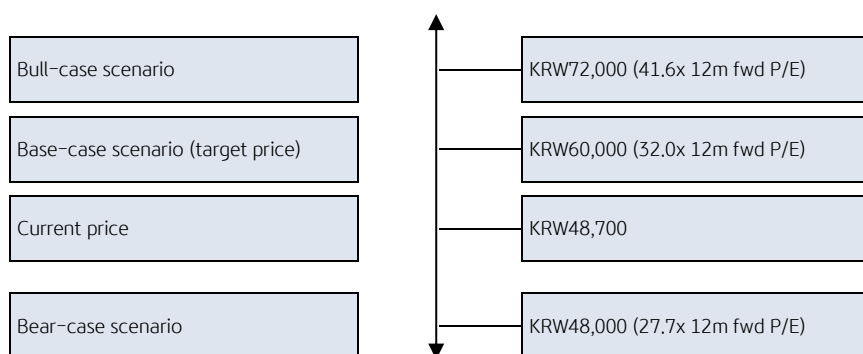 Bull-case scenario
KRW72,000 (41.6x 12m fwd P/E)
Base-case scenario (target price)
KRW60,000 (32.0x 12m fwd P/E)
Current price
KRW48,700
Bear-case scenario
KRW48,000 (27.7x 12m fwd P/E)